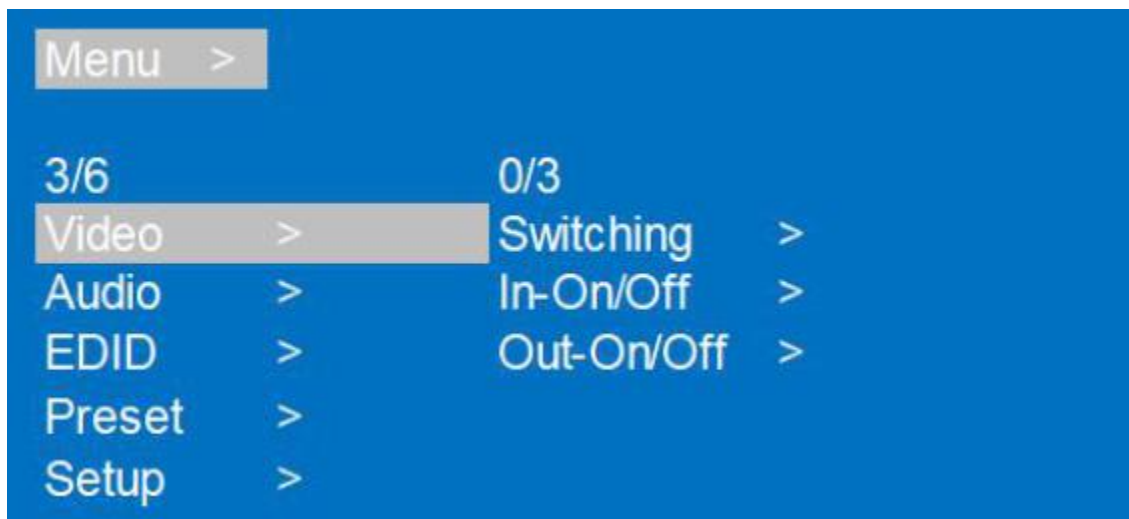 Menu >
3/6 0/3
Video > Switching >
Audio > In-On/Off >
EDID > Out-On/Off >
Preset >
Setup >